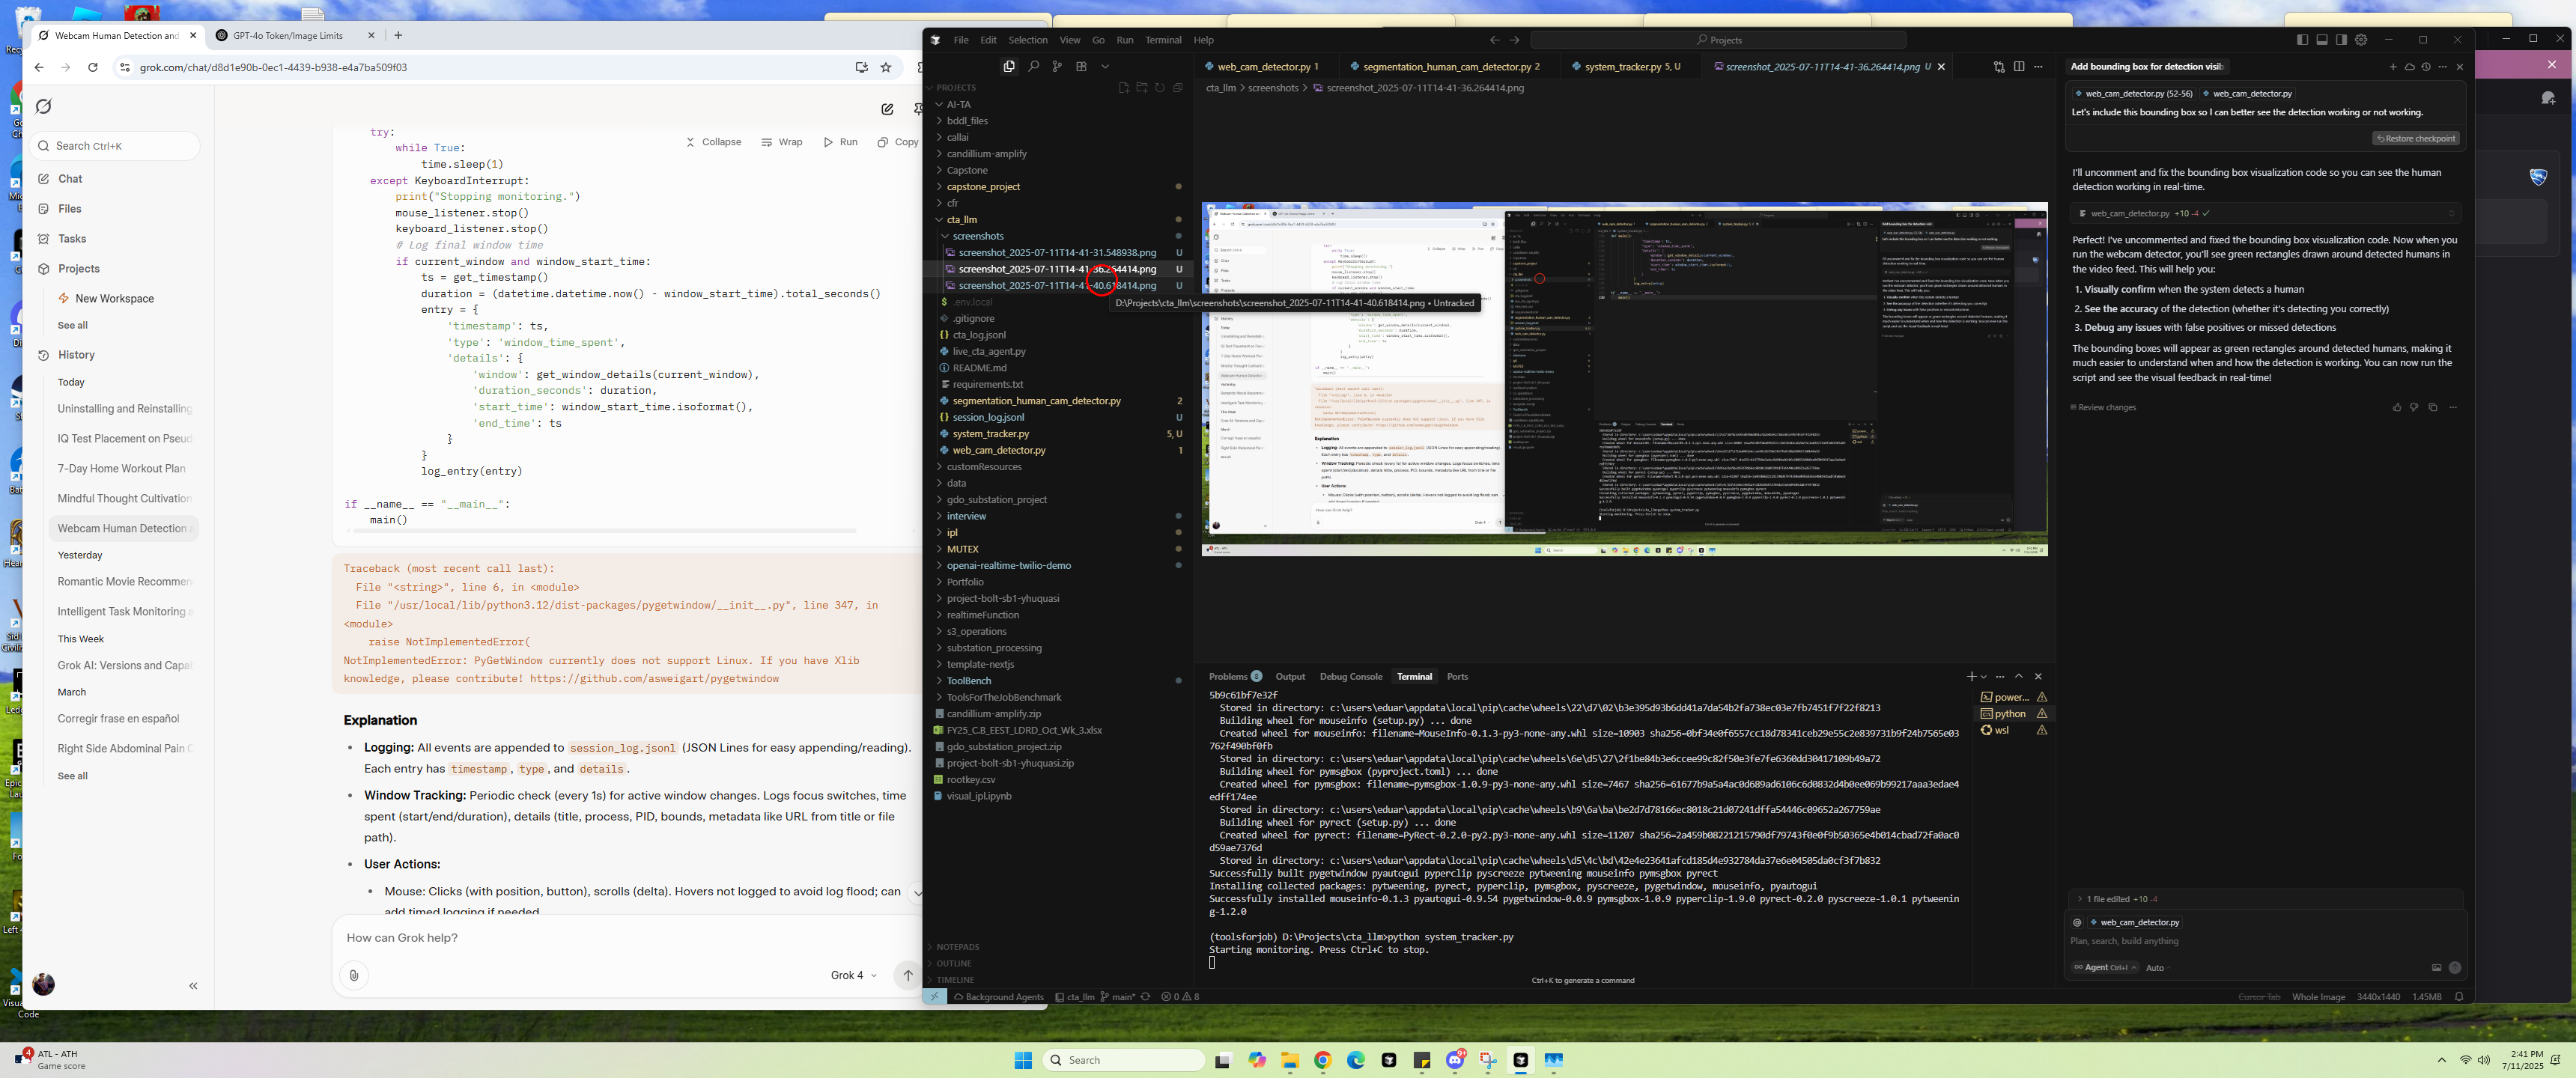 Webcam Human Detection and
GPT-4o Token/Image Limits
grok.com/chat/d8d1e90b-0ec1-4439-b938-e4a7ba509f03
Search Ctrl+K
Chat
Files
Tasks
Projects
New Workspace
See all
History
Today
Uninstalling and Reinstalling
IQ Test Placement on Pseud
7-Day Home Workout Plan
Mindful Thought Cultivation
Webcam Human Detection a
Yesterday
Romantic Movie Recommen
Intelligent Task Monitoring a
This Week
Grok AI: Versions and Capa
March
Corregir frase en español
Right Side Abdominal Pain C
See all
Collapse
Wrap
Run
Copy
try:
while True:
time.sleep(1)
except KeyboardInterrupt:
print("Stopping monitoring.")
mouse_listener.stop()
keyboard_listener.stop()
# Log final window time
if current_window and window_start_time:
ts = get_timestamp()
duration = (datetime.datetime.now() - window_start_time).total_seconds()
entry = {
'timestamp': ts,
'type': 'window_time_spent',
'details': {
'window': get_window_details(current_window),
'duration_seconds': duration,
'start_time': window_start_time.isoformat(),
'end_time': ts
}
}
log_entry(entry)
if __name__ == "__main__":
main()
Traceback (most recent call last):
File "<string>", line 6, in <module>
File "/usr/local/lib/python3.12/dist-packages/pygetwindow/__init__.py", line 347, in
<module>
raise NotImplementedError(
NotImplementedError: PyGetWindow currently does not support Linux. If you have Xlib
knowledge, please contribute! https://github.com/asweigart/pygetwindow
Explanation
• Logging: All events are appended to session_log.jsonl (JSON Lines for easy appending/reading).
Each entry has timestamp, type, and details.
• Window Tracking: Periodic check (every 1s) for active window changes. Logs focus switches, time
spent (start/end/duration), details (title, process, PID, bounds, metadata like URL from title or file
path).
• User Actions:
• Mouse: Clicks (with position, button), scrolls (delta). Hovers not logged to avoid log flood; can
add timed logging if needed.
How can Grok help?
Grok 4
File Edit Selection View Go Run Terminal Help
Projects
PROJECTS
AI-TA
bddl_files
callai
candillium-amplify
Capstone
capstone_project
cfr
cta_llm
screenshots
screenshot_2025-07-11T14-41-31.548938.png U
screenshot_2025-07-11T14-41-36.264414.png U
screenshot_2025-07-11T14-41-40.618414.png U
D:\Projects\cta_llm\screenshots\screenshot_2025-07-11T14-41-40.618414.png • Untracked
.env.local
.gitignore
cta_log.jsonl
live_cta_agent.py
README.md
requirements.txt
segmentation_human_cam_detector.py 2
session_log.jsonl U
system_tracker.py 5, U
web_cam_detector.py 1
customResources
data
gdo_substation_project
interview
ipl
MUTEX
openai-realtime-twilio-demo
Portfolio
project-bolt-sb1-yhuquasi
realtimeFunction
s3_operations
substation_processing
template-nextjs
ToolBench
ToolsForTheJobBenchmark
candillium-amplify.zip
FY25_C.B_EEST_LDRD_Oct_Wk_3.xlsx
gdo_substation_project.zip
project-bolt-sb1-yhuquasi.zip
rootkey.csv
visual_ipl.ipynb
NOTEPADS
OUTLINE
TIMELINE
web_cam_detector.py 1
segmentation_human_cam_detector.py 2
system_tracker.py 5, U
screenshot_2025-07-11T14-41-36.264414.png U
cta_llm > screenshots > screenshot_2025-07-11T14-41-36.264414.png
Problems 8 Output Debug Console Terminal Ports
5b9c61bf7e32f
Stored in directory: c:\users\eduar\appdata\local\pip\cache\wheels\22\d7\02\b3e395d93b6dd41a7da54b2fa738ec03e7fb7451f7f22f8213
Building wheel for mouseinfo (setup.py) ... done
Created wheel for mouseinfo: filename=MouseInfo-0.1.3-py3-none-any.whl size=10903 sha256=0bf34e0f6557cc18d78341ceb29e55c2e839731b9f24b7565e03
762f490bf0fb
Stored in directory: c:\users\eduar\appdata\local\pip\cache\wheels\6e\d5\27\2f1be84b3e6ccee99c82f50e3fe7fe6360dd30417109b49a72
Building wheel for pymsgbox (pyproject.toml) ... done
Created wheel for pymsgbox: filename=pymsgbox-1.0.9-py3-none-any.whl size=7467 sha256=61677b9a5a4ac0d689ad6106c6d0832d4b0ee069b99217aaa3edae4
edff174ee
Stored in directory: c:\users\eduar\appdata\local\pip\cache\wheels\b9\6a\ba\be2d7d78166ec8018c21d07241dffa54446c09652a267759ae
Building wheel for pyrect (setup.py) ... done
Created wheel for pyrect: filename=PyRect-0.2.0-py2.py3-none-any.whl size=11207 sha256=2a459b08221215790df79743f0e0f9b50365e4b014cbad72fa0ac0
d59ae7376d
Stored in directory: c:\users\eduar\appdata\local\pip\cache\wheels\d5\4c\bd\42e4e23641afcd185d4e932784da37e6e04505da0cf3f7b832
Successfully built pygetwindow pyautogui pyperclip pyscreeze pytweening mouseinfo pymsgbox pyrect
Installing collected packages: pytweening, pyrect, pyperclip, pymsgbox, pyscreeze, pygetwindow, mouseinfo, pyautogui
Successfully installed mouseinfo-0.1.3 pyautogui-0.9.54 pygetwindow-0.0.9 pymsgbox-1.0.9 pyperclip-1.9.0 pyrect-0.2.0 pyscreeze-1.0.1 pytweenin
g-1.2.0
(toolsforjob) D:\Projects\cta_llm>python system_tracker.py
Starting monitoring. Press Ctrl+C to stop.
Ctrl+K to generate a command
power...
python
wsl
Add bounding box for detection visib
web_cam_detector.py (52-56)
web_cam_detector.py
Let's include this bounding box so I can better see the detection working or not working.
Restore checkpoint
I'll uncomment and fix the bounding box visualization code so you can see the human
detection working in real-time.
web_cam_detector.py +10 -4
Perfect! I've uncommented and fixed the bounding box visualization code. Now when you
run the webcam detector, you'll see green rectangles drawn around detected humans in
the video feed. This will help you:
1. Visually confirm when the system detects a human
2. See the accuracy of the detection (whether it's detecting you correctly)
3. Debug any issues with false positives or missed detections
The bounding boxes will appear as green rectangles around detected humans, making it
much easier to understand when and how the detection is working. You can now run the
script and see the visual feedback in real-time!
Review changes
1 file edited +10 -4
@ web_cam_detector.py
Plan, search, build anything
Agent Ctrl+I
Auto
Background Agents
cta_llm
main*
0 8
Cursor Tab
Whole Image
3440x1440
1.45MB
Code
4
ATL - ATH
Game score
Search
2:41 PM
7/11/2025